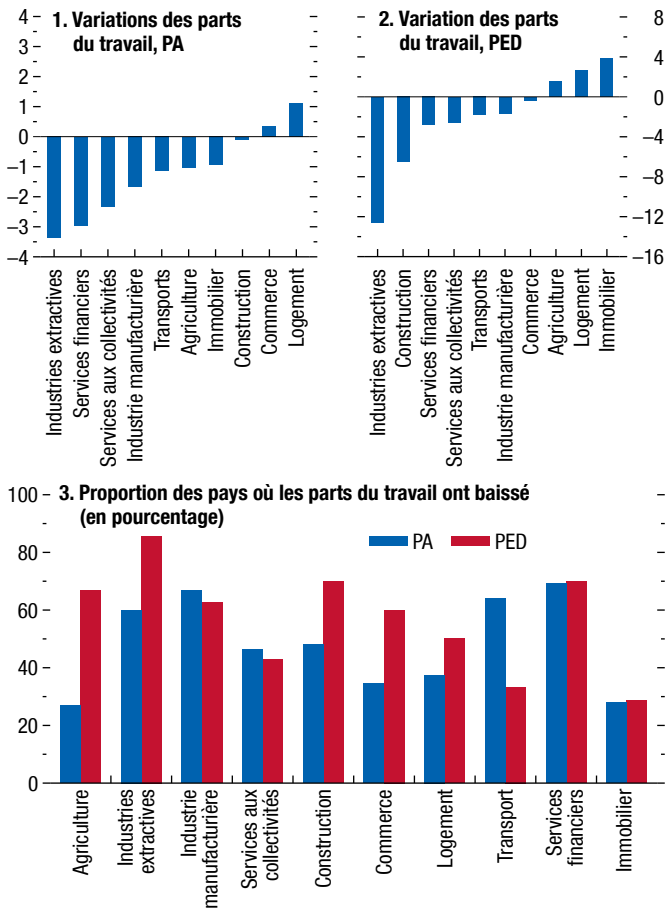 1. Variations des parts
du travail, PA
4
3
2
1
0
–1
–2
–3
–4
Industries extractives
Services financiers
Services aux collectivités
Industrie manufacturière
Transports
Agriculture
Immobilier
Construction
Commerce
Logement
2. Variation des parts
du travail, PED
8
4
0
–4
–8
–12
–16
Industries extractives
Construction
Services financiers
Services aux collectivités
Transports
Industrie manufacturière
Commerce
Agriculture
Logement
Immobilier
3. Proportion des pays où les parts du travail ont baissé
(en pourcentage)
PA
PED
100
80
60
40
20
0
Agriculture
Industries
extractives
Industrie
manufacturière
Services aux
collectivités
Construction
Commerce
Logement
Transport
Services
financiers
Immobilier